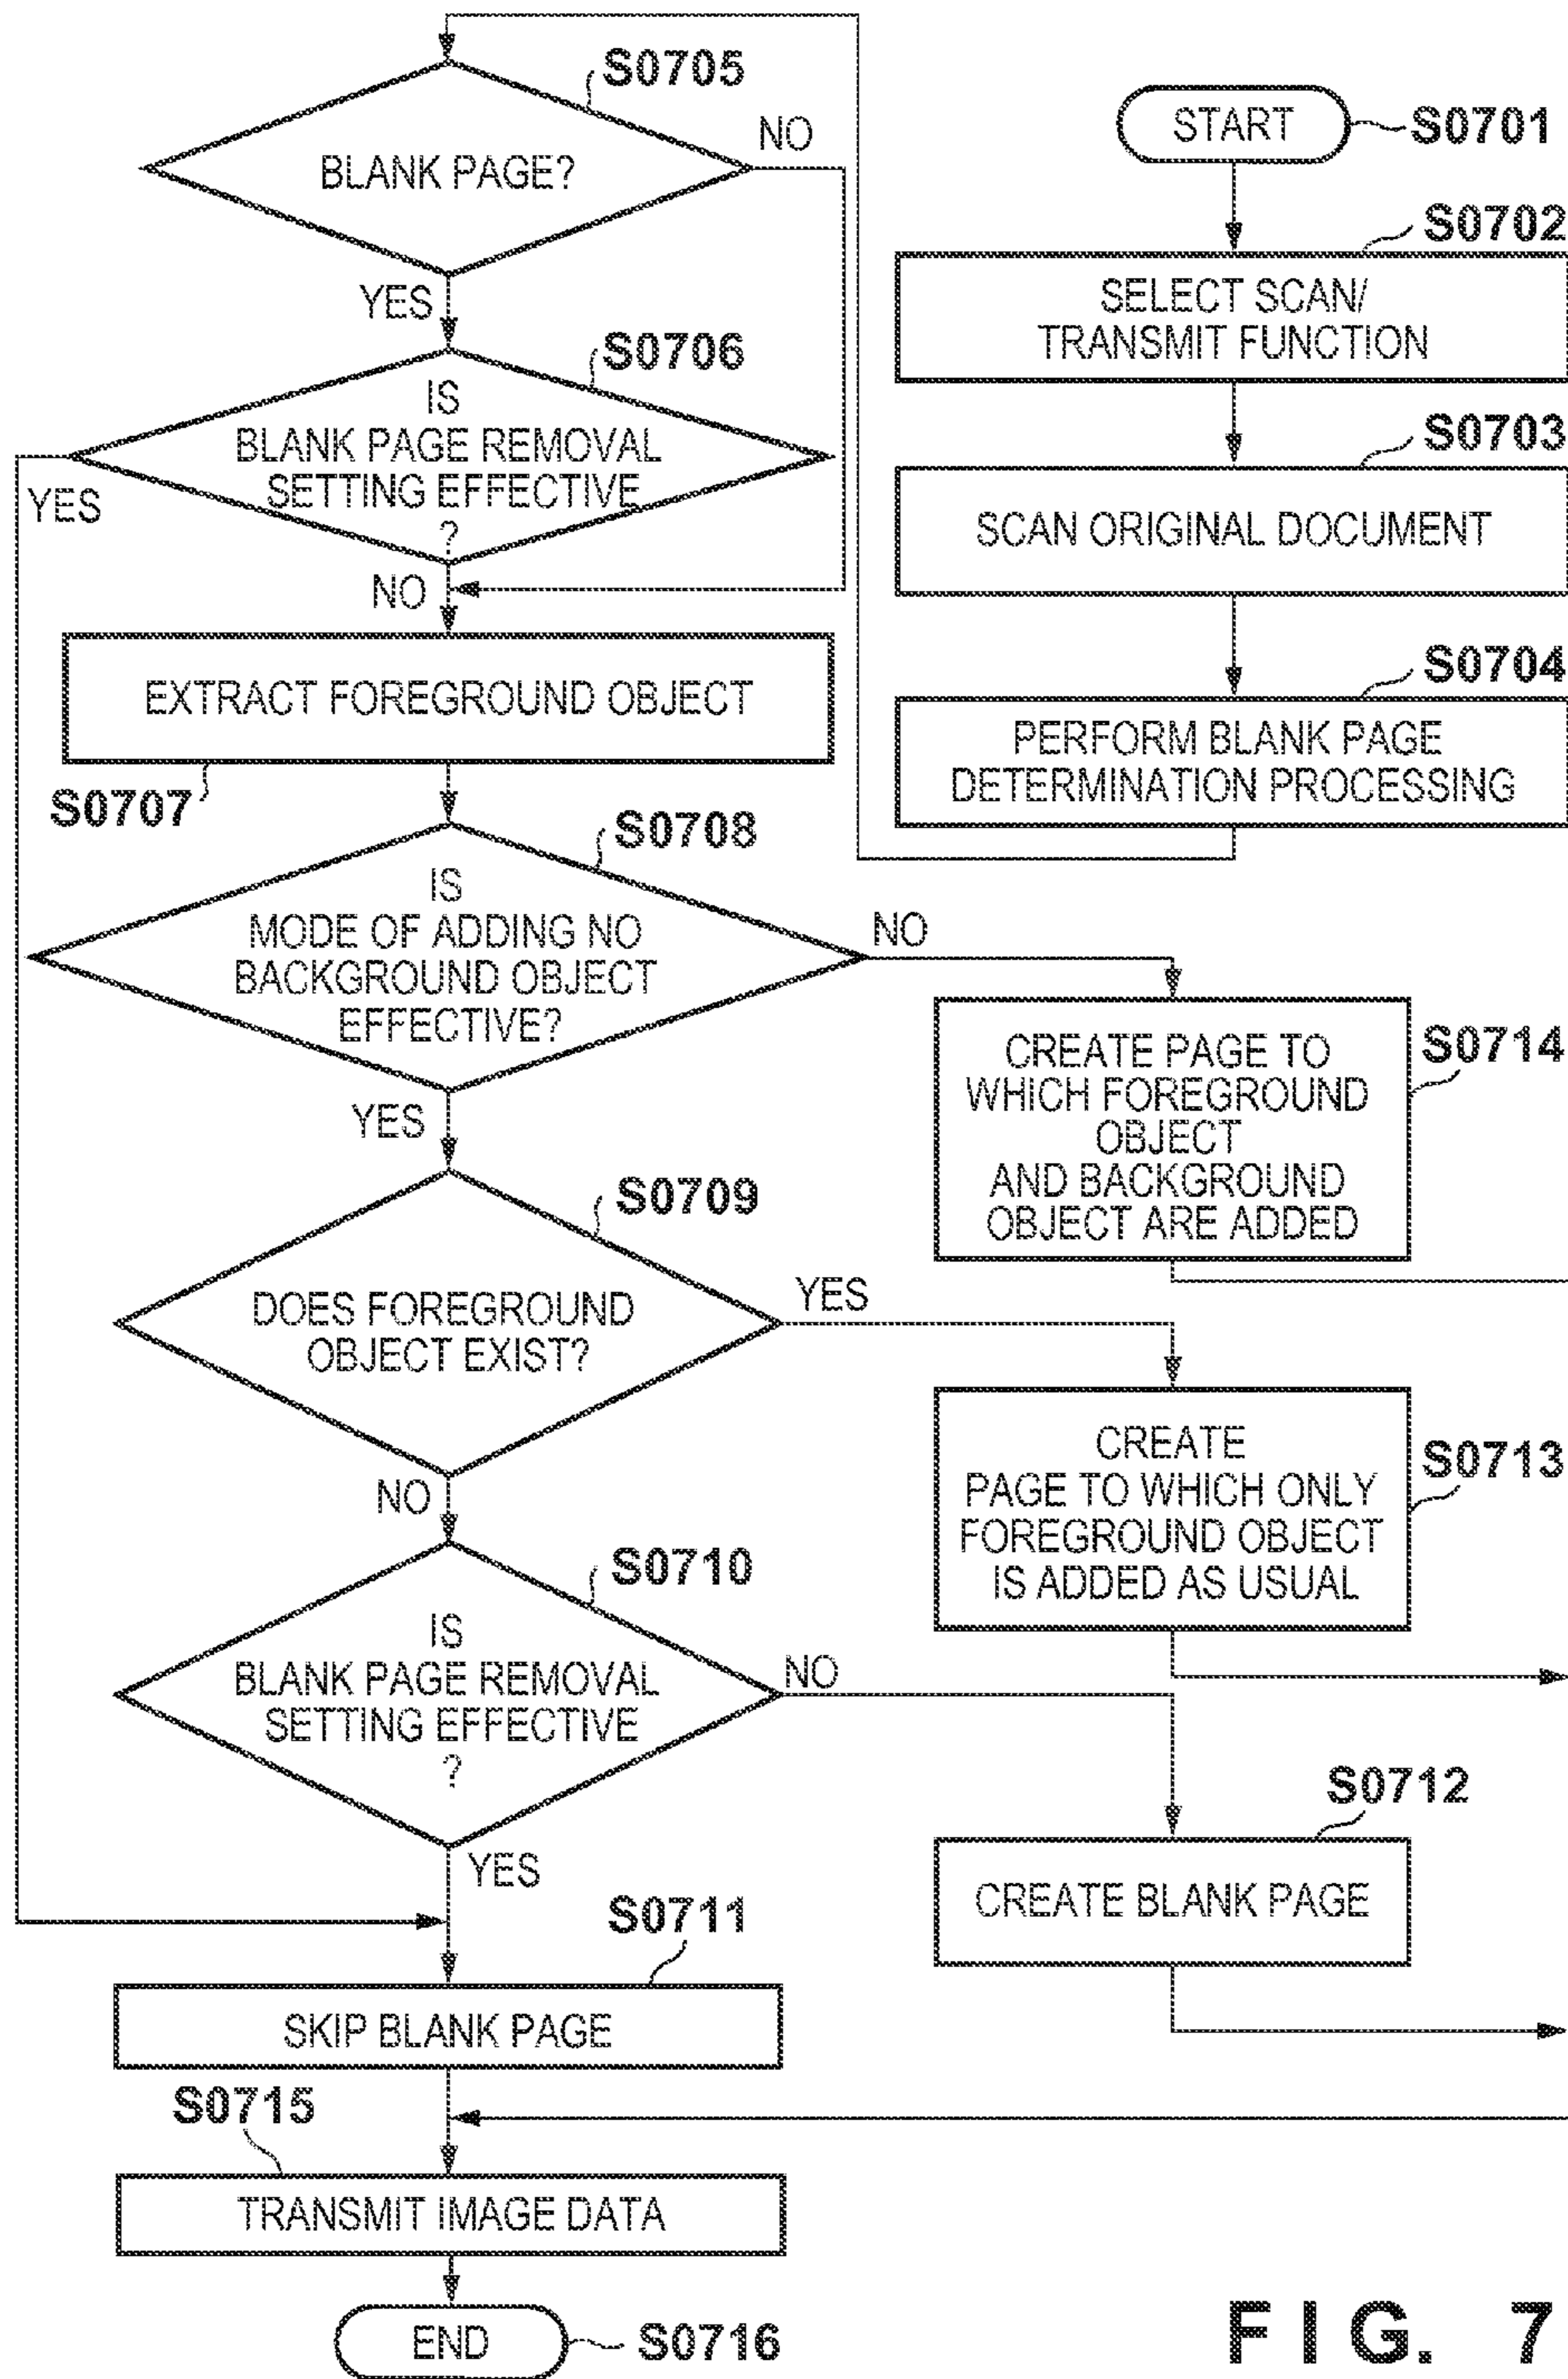 START
S0701
S0702
SELECT SCAN/
TRANSMIT FUNCTION
S0703
SCAN ORIGINAL DOCUMENT
S0704
PERFORM BLANK PAGE
DETERMINATION PROCESSING
S0705
BLANK PAGE?
NO
YES
S0706
IS
BLANK PAGE REMOVAL
SETTING EFFECTIVE
?
YES
NO
EXTRACT FOREGROUND OBJECT
S0707
S0708
IS
MODE OF ADDING NO
BACKGROUND OBJECT
EFFECTIVE?
NO
YES
CREATE PAGE TO
WHICH FOREGROUND
OBJECT
AND BACKGROUND
OBJECT ARE ADDED
S0714
S0709
DOES FOREGROUND
OBJECT EXIST?
YES
NO
CREATE
PAGE TO WHICH ONLY
FOREGROUND OBJECT
IS ADDED AS USUAL
S0713
S0710
IS
BLANK PAGE REMOVAL
SETTING EFFECTIVE
?
NO
YES
S0712
CREATE BLANK PAGE
S0711
SKIP BLANK PAGE
S0715
TRANSMIT IMAGE DATA
END
S0716
FIG. 7